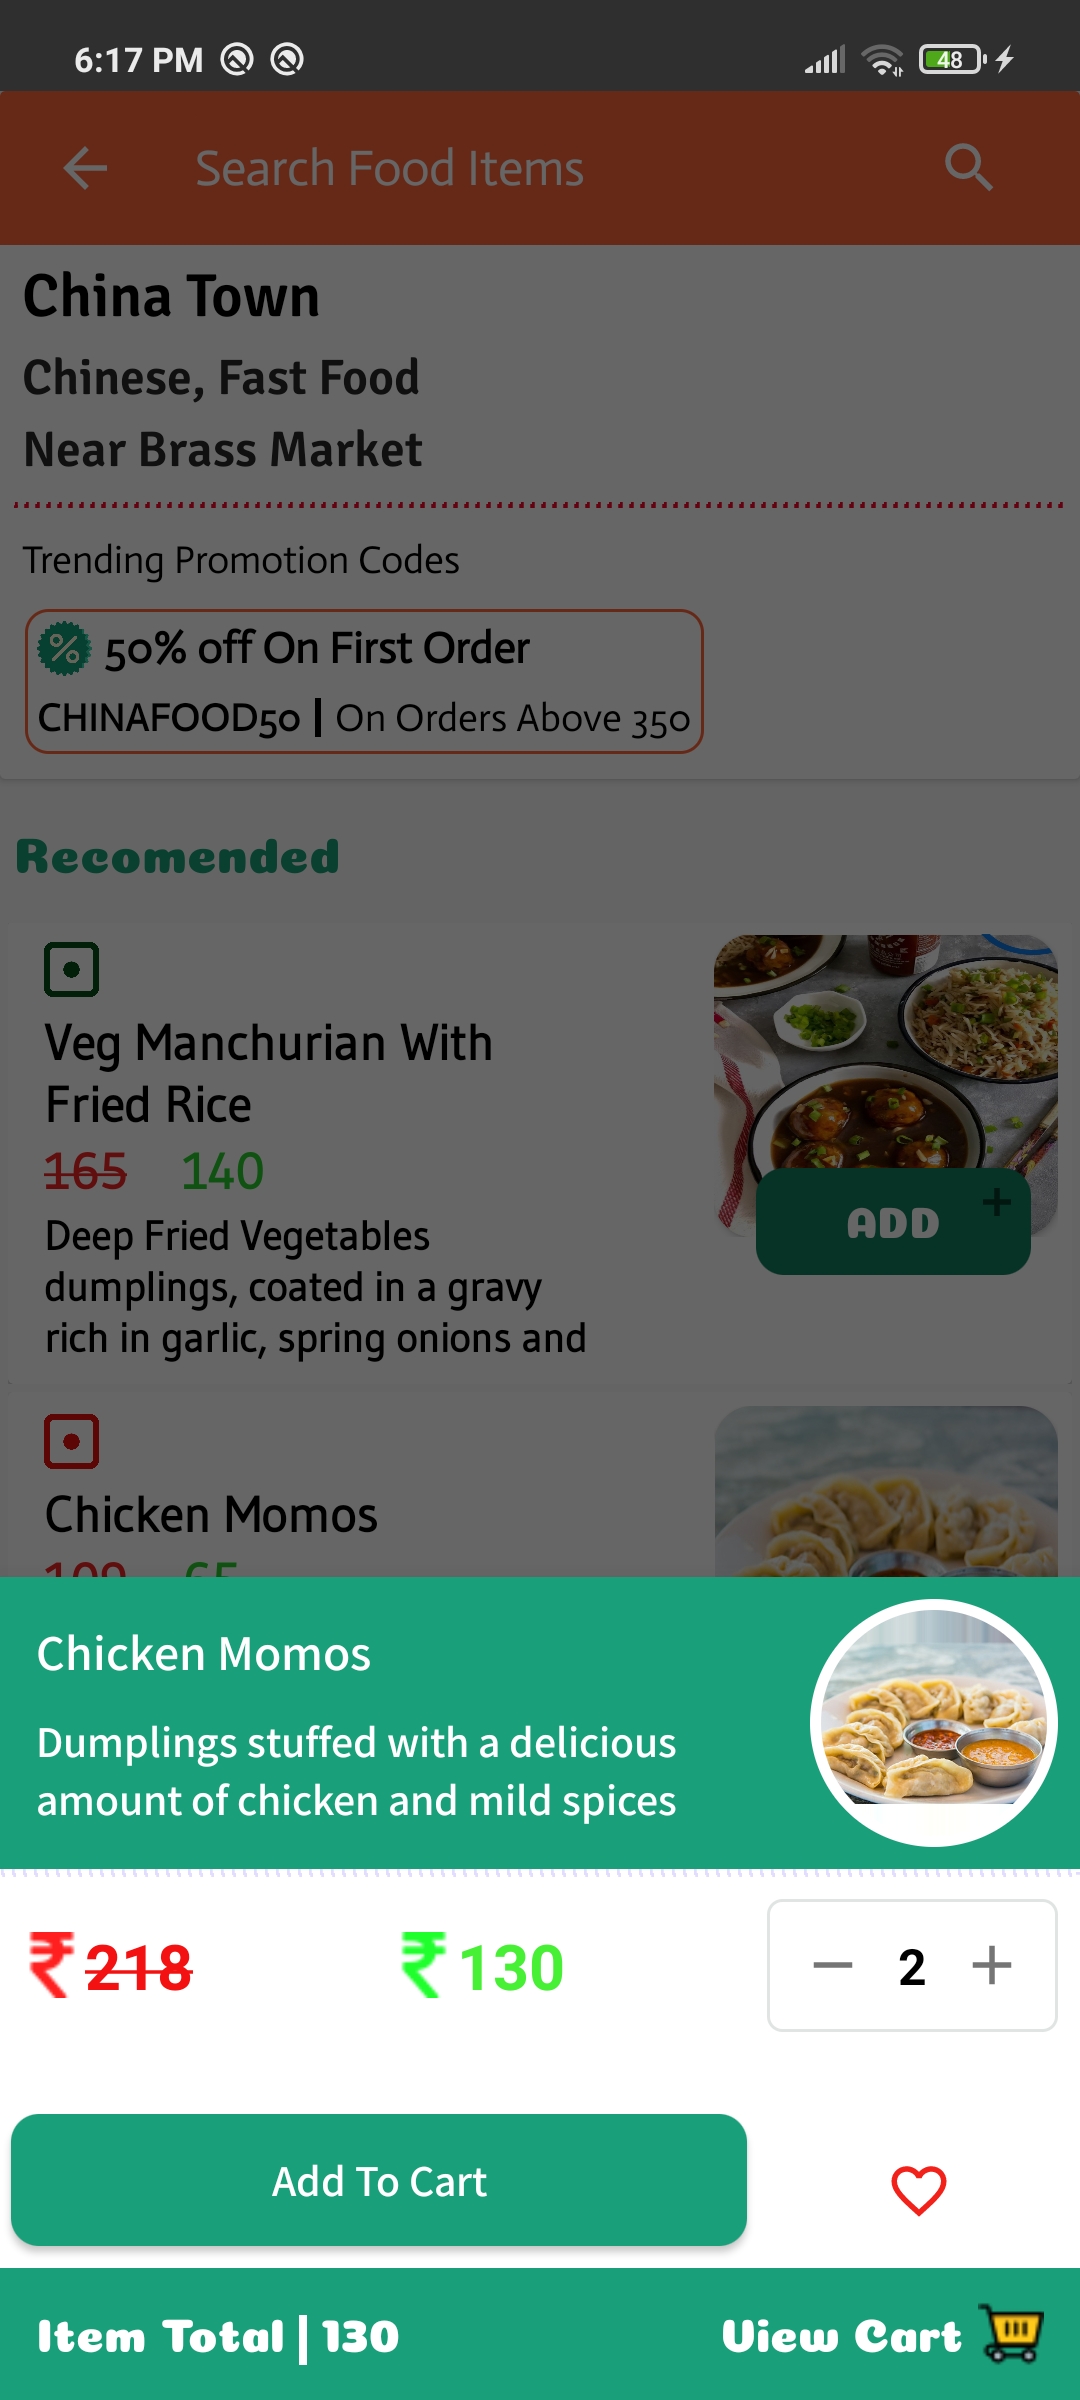 6:17 PM
48
Search Food Items
China Town
Chinese, Fast Food
Near Brass Market
Trending Promotion Codes
50% off On First Order
CHINAFOOD50 | On Orders Above 350
Recomended
Veg Manchurian With
Fried Rice
165 140
ADD +
Deep Fried Vegetables
dumplings, coated in a gravy
rich in garlic, spring onions and
Chicken Momos
109 65
Chicken Momos
Dumplings stuffed with a delicious
amount of chicken and mild spices
₹ 218 ₹ 130 − 2 +
Add To Cart
Item Total | 130 View Cart